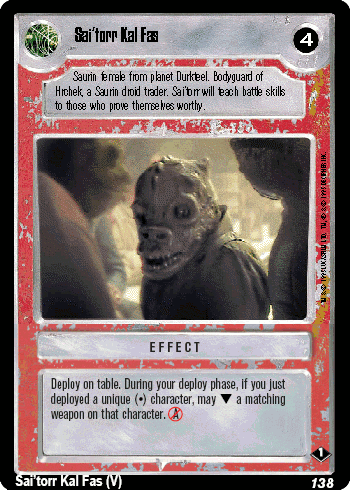 Sai'torr Kal Fas
4
Saurin female from planet Durkteel. Bodyguard of
Hrchek, a Saurin droid trader. Sai'torr will teach battle skills
to those who prove themselves worthy.
EFFECT
Deploy on table. During your deploy phase, if you just
deployed a unique (•) character, may ▼ a matching
weapon on that character. A
1
Sai'torr Kal Fas (V)
138